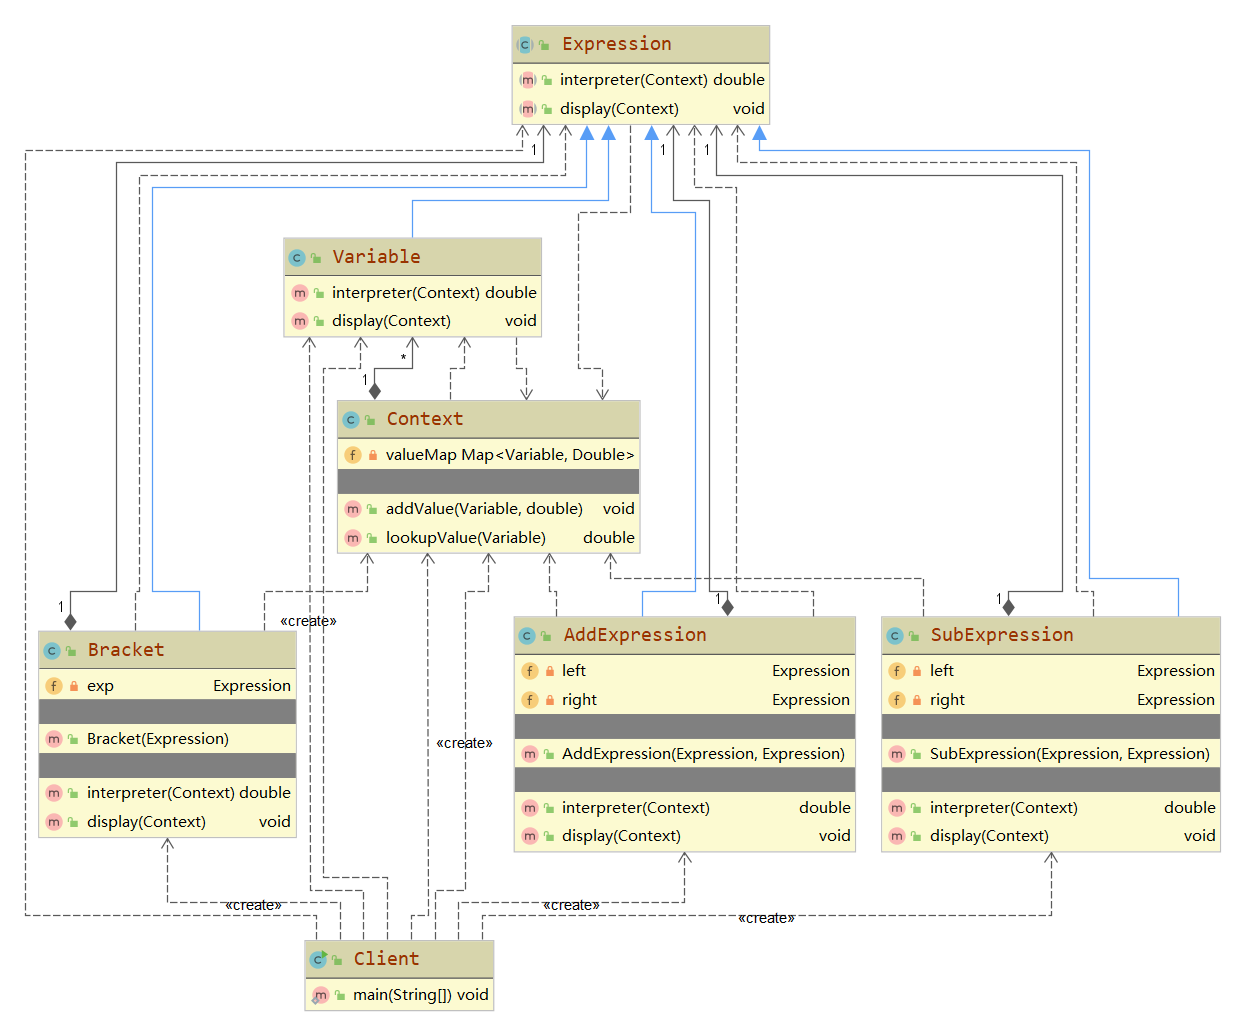 Expression
interpreter(Context) double
display(Context) void
1
1
1
Variable
interpreter(Context) double
display(Context) void
*
1
Context
valueMap Map<Variable, Double>
addValue(Variable, double) void
lookupValue(Variable) double
1
1
1
«create»
Bracket
exp Expression
Bracket(Expression)
interpreter(Context) double
display(Context) void
AddExpression
left Expression
right Expression
AddExpression(Expression, Expression)
interpreter(Context) double
display(Context) void
SubExpression
left Expression
right Expression
SubExpression(Expression, Expression)
interpreter(Context) double
display(Context) void
«create»
«create»
«create»
«create»
Client
main(String[]) void